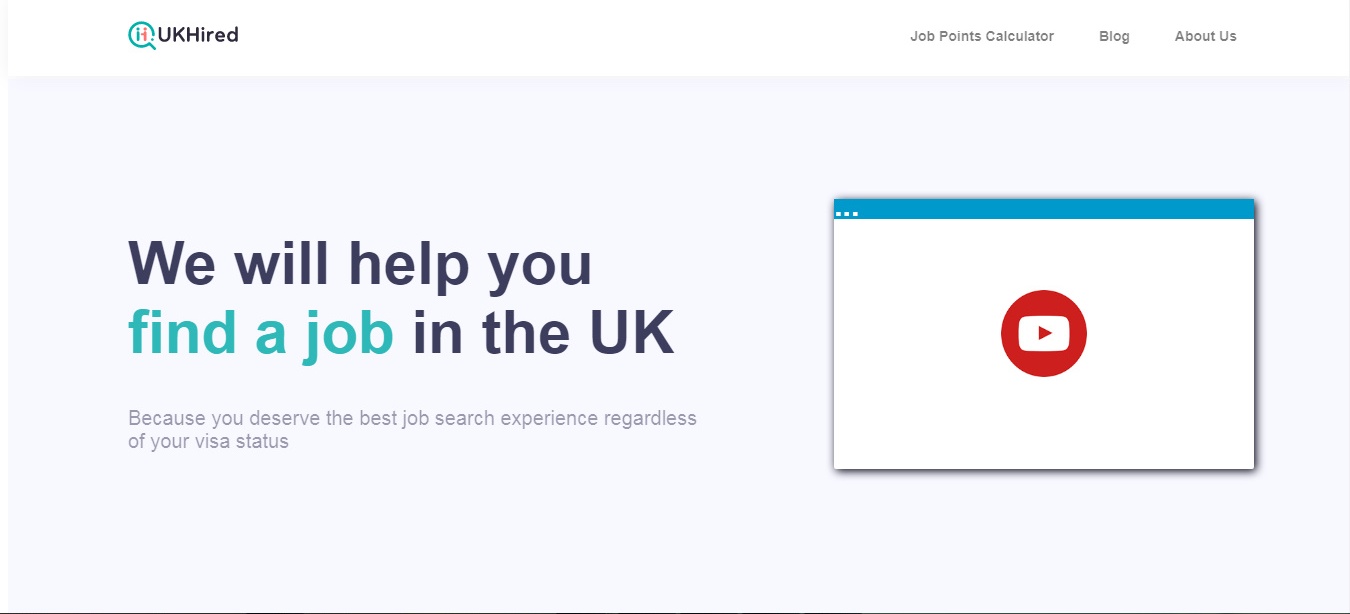 UKHired
Job Points Calculator
Blog
About Us
We will help you
find a job in the UK
Because you deserve the best job search experience regardless
of your visa status